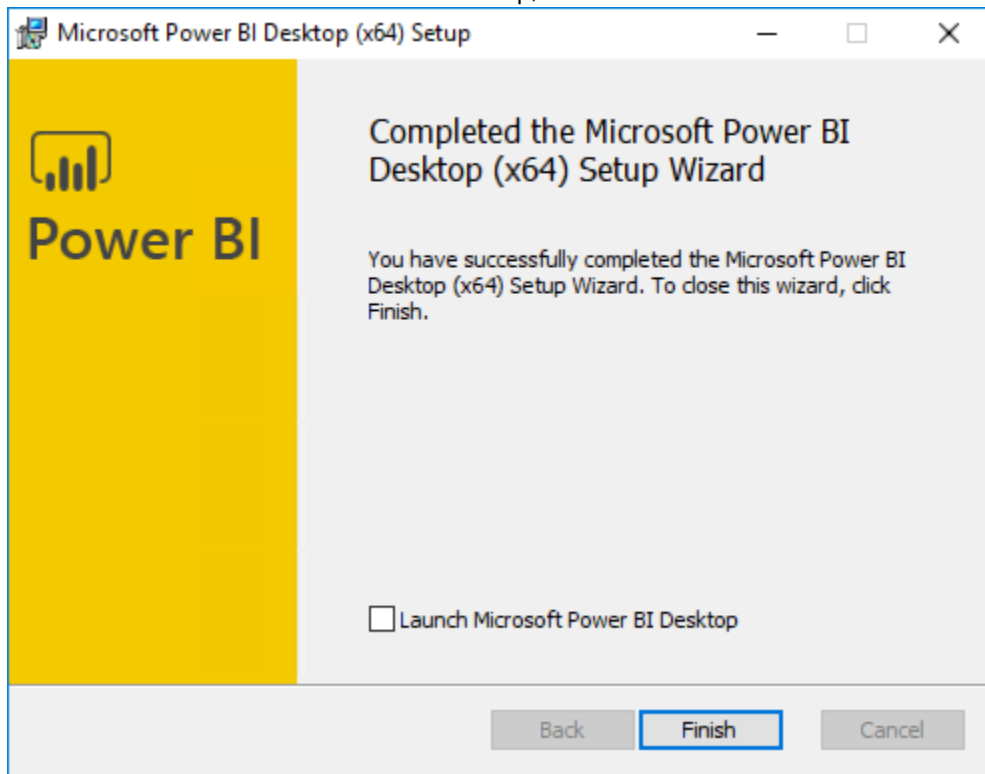 Microsoft Power BI Desktop (x64) Setup
Power BI
Completed the Microsoft Power BI
Desktop (x64) Setup Wizard
You have successfully completed the Microsoft Power BI
Desktop (x64) Setup Wizard. To close this wizard, click
Finish.
Launch Microsoft Power BI Desktop
Back
Finish
Cancel